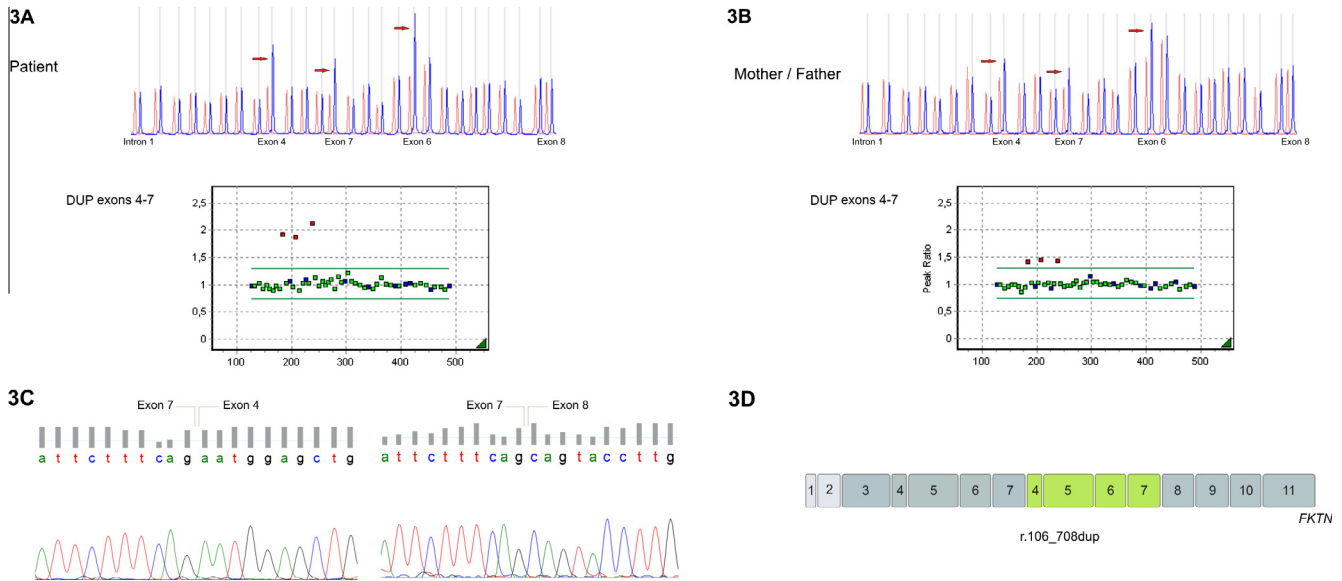 3A
Patient
Intron 1 Exon 4 Exon 7 Exon 6 Exon 8
DUP exons 4-7
2,5
2
1,5
1
0,5
0
100 200 300 400 500
3B
Mother / Father
Intron 1 Exon 4 Exon 7 Exon 6 Exon 8
DUP exons 4-7
Peak Ratio
2,5
2
1,5
1
0,5
0
100 200 300 400 500
3C
Exon 7 Exon 4
a t t c t t t c a g a a t g g a g c t g
Exon 7 Exon 8
a t t c t t t c a g c a g t a c c t t g
3D
1 2 3 4 5 6 7 4 5 6 7 8 9 10 11
FKTN
r.106_708dup